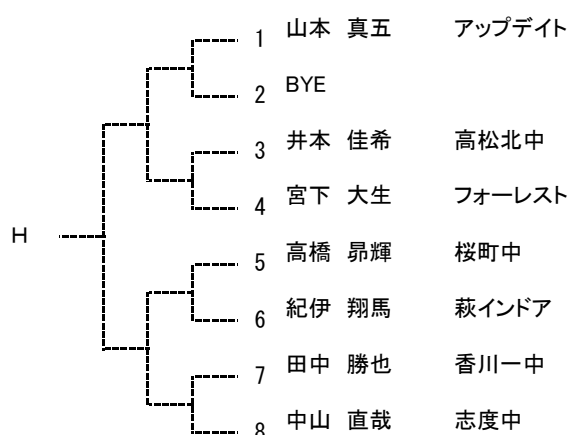 1 山本 真五 アップデイト
2 BYE
3 井本 佳希 高松北中
4 宮下 大生 フォーレスト
H
5 高橋 昴輝 桜町中
6 紀伊 翔馬 萩インドア
7 田中 勝也 香川一中
8 中山 直哉 志度中